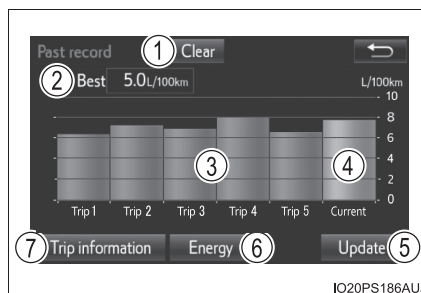 Past record 1 Clear
2 Best 5.0L/100km L/100km
10
8
6
4
2
0
3 4
Trip 1 Trip 2 Trip 3 Trip 4 Trip 5 Current
7 Trip information Energy 6 Update 5
IO20PS186AU